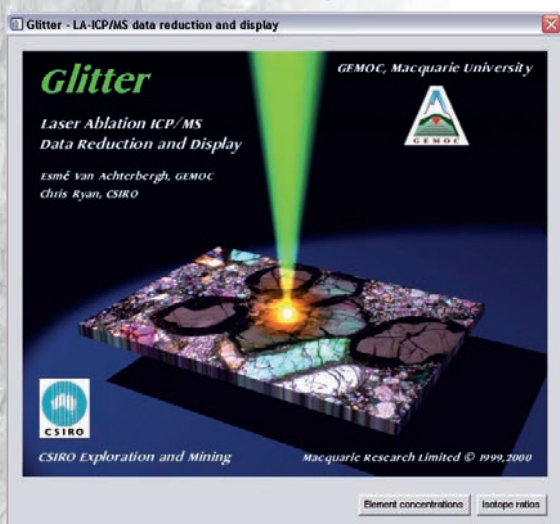 Glitter - LA-ICP/MS data reduction and display
Glitter
GEMOC, Macquarie University
GEMOC
Laser Ablation ICP/MS
Data Reduction and Display
Esmé Van Achterbergh, GEMOC
Chris Ryan, CSIRO
CSIRO
CSIRO Exploration and Mining
Macquarie Research Limited © 1999,2000
Element concentrations
Isotope ratios